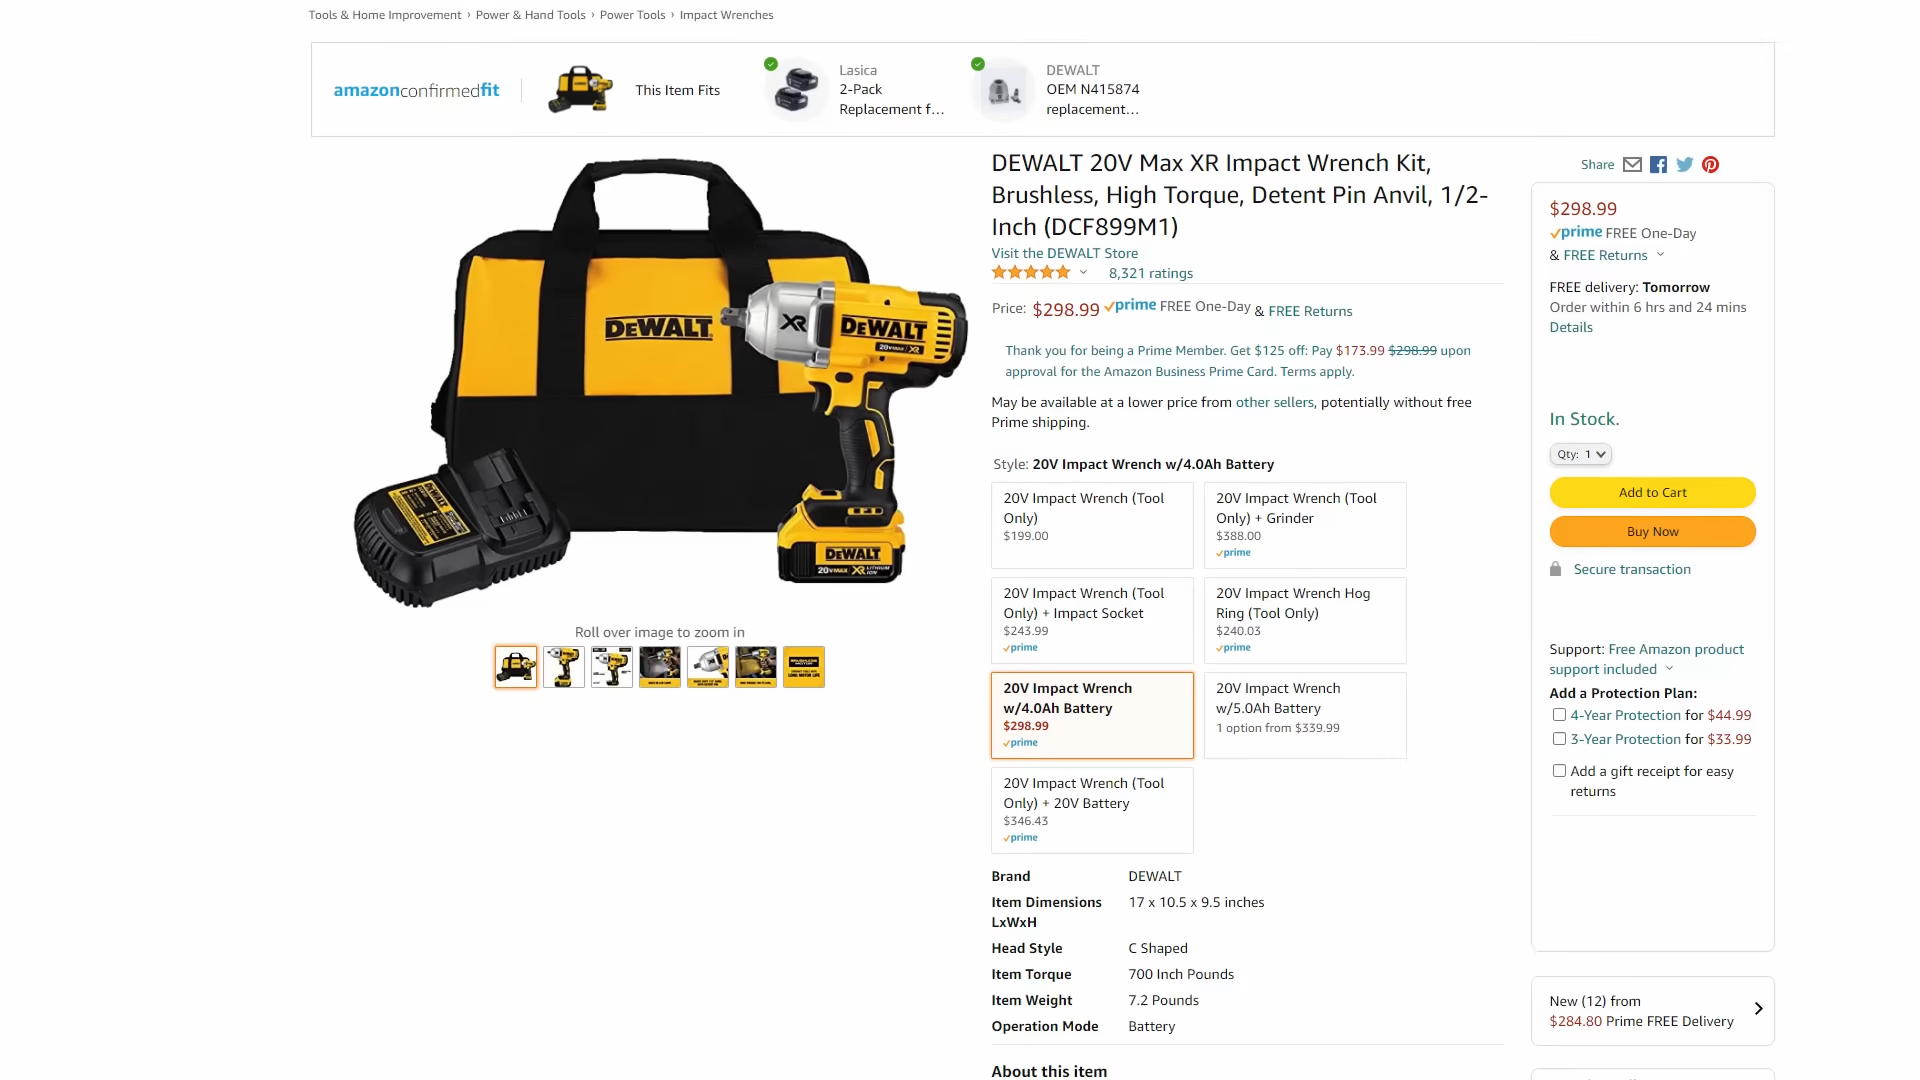 Tools & Home Improvement › Power & Hand Tools › Power Tools › Impact Wrenches
amazonconfirmedfit
This Item Fits
Lasica
2-Pack
Replacement f…
DEWALT
OEM N415874
replacement…
DEWALT
DEWALT
XR
20VMAX XR
DEWALT
DEWALT
20VMAX XR LITHIUM ION
Roll over image to zoom in
DEWALT 20V Max XR Impact Wrench Kit,
Brushless, High Torque, Detent Pin Anvil, 1/2-
Inch (DCF899M1)
Visit the DEWALT Store
8,321 ratings
Price: $298.99 prime FREE One-Day & FREE Returns
Thank you for being a Prime Member. Get $125 off: Pay $173.99 $298.99 upon
approval for the Amazon Business Prime Card. Terms apply.
May be available at a lower price from other sellers, potentially without free
Prime shipping.
Style: 20V Impact Wrench w/4.0Ah Battery
20V Impact Wrench (Tool
Only)
$199.00
20V Impact Wrench (Tool
Only) + Grinder
$388.00
prime
20V Impact Wrench (Tool
Only) + Impact Socket
$243.99
prime
20V Impact Wrench Hog
Ring (Tool Only)
$240.03
prime
20V Impact Wrench
w/4.0Ah Battery
$298.99
prime
20V Impact Wrench
w/5.0Ah Battery
1 option from $339.99
20V Impact Wrench (Tool
Only) + 20V Battery
$346.43
prime
Brand DEWALT
Item Dimensions 17 x 10.5 x 9.5 inches
LxWxH
Head Style C Shaped
Item Torque 700 Inch Pounds
Item Weight 7.2 Pounds
Operation Mode Battery
About this item
Share
$298.99
prime FREE One-Day
& FREE Returns
FREE delivery: Tomorrow
Order within 6 hrs and 24 mins
Details
In Stock.
Qty: 1
Add to Cart
Buy Now
Secure transaction
Support: Free Amazon product
support included
Add a Protection Plan:
4-Year Protection for $44.99
3-Year Protection for $33.99
Add a gift receipt for easy
returns
New (12) from
$284.80 Prime FREE Delivery